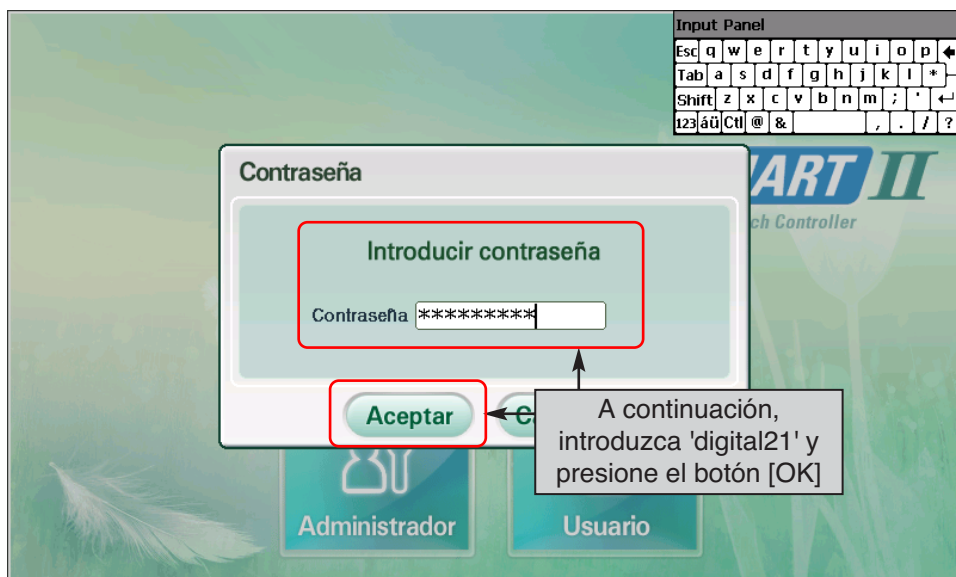 Input Panel
Esc q w e r t y u i o p
Tab a s d f g h j k l *
Shift z x c v b n m ; '
123 áü Ctl @ & , . / ?
Contraseña
ART II
ch Controller
Introducir contraseña
Contraseña *********
Aceptar
A continuación,
introduzca 'digital21' y
presione el botón [OK]
Administrador
Usuario